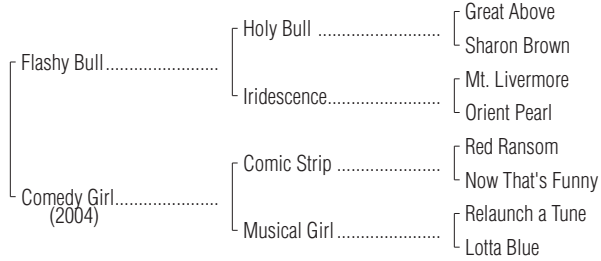 Great Above
Holy Bull ..............................
Sharon Brown
Flashy Bull.......................
Mt. Livermore
Iridescence............................
Orient Pearl
Red Ransom
Comic Strip ..........................
Now That's Funny
Comedy Girl.....................
(2004)
Relaunch a Tune
Musical Girl..........................
Lotta Blue